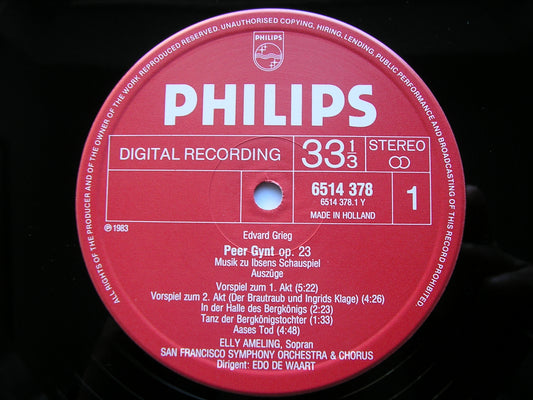 ALL RIGHTS OF THE PRODUCER AND OF THE OWNER OF THE WORK REPRODUCED RESERVED. UNAUTHORISED COPYING, HIRING, LENDING, PUBLIC PERFORMANCE AND BROADCASTING OF THIS RECORD PROHIBITED.
PHILIPS
PHILIPS
DIGITAL RECORDING
33 1/3
STEREO
6514 378
6514 378.1 Y
MADE IN HOLLAND
1
℗ 1983
Edvard Grieg
Peer Gynt op. 23
Musik zu Ibsens Schauspiel
Auszüge
Vorspiel zum 1. Akt (5:22)
Vorspiel zum 2. Akt (Der Brautraub und Ingrids Klage) (4:26)
In der Halle des Bergkönigs (2:23)
Tanz der Bergkönigstochter (1:33)
Aases Tod (4:48)
ELLY AMELING, Sopran
SAN FRANCISCO SYMPHONY ORCHESTRA & CHORUS
Dirigent: EDO DE WAART